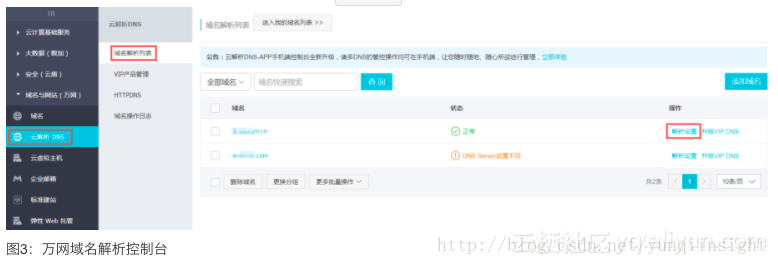 云计算基础服务
大数据（数加）
安全（云盾）
域名与网站（万网）
域名
云解析 DNS
云虚拟主机
企业邮箱
标准建站
弹性 Web 托管
云解析DNS
域名解析列表
VIP产品管理
HTTPDNS
域名操作日志
域名解析列表 进入我的域名列表 >>
公告：云解析DNS-APP手机端控制台全新升级，诸多DNS的管控操作均可在手机端，让您随时随地、随心所欲进行管理，立即体验
全部域名 域名快速搜索 查 询 添加域名
域名 状态 操作
m.cn 正常 解析设置 升级VIP DNS
.com DNS Server设置不符 解析设置 升级VIP DNS
删除域名 更换分组 更多批量操作 共2条 < 1 > 10条/页
图3：万网域名解析控制台
云栖社区 yq.aliyun.com
http://blog.csdn.net/yunqiinsight